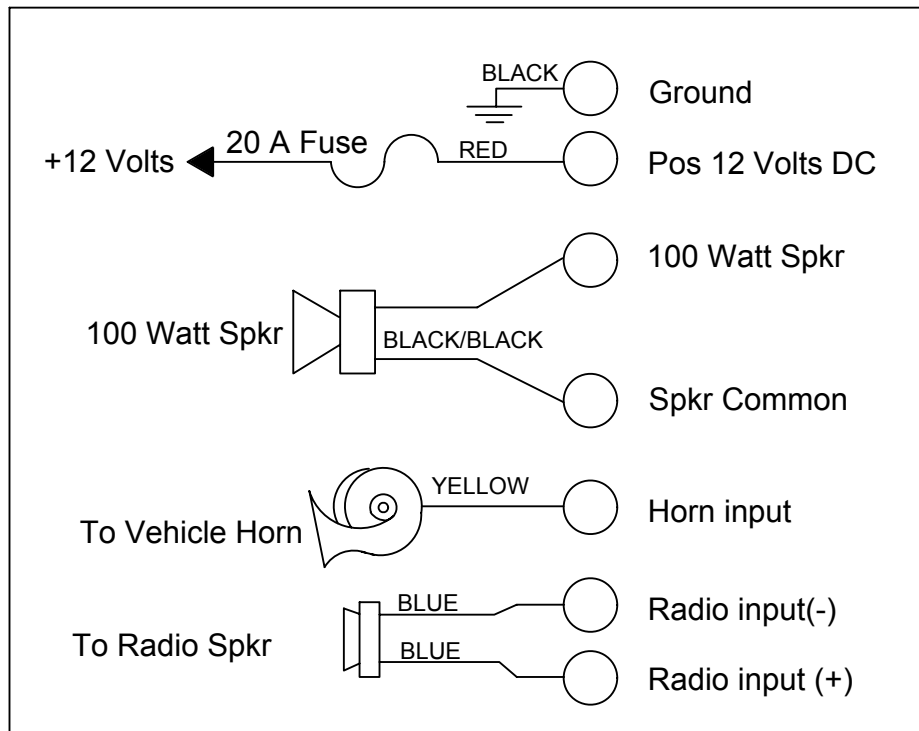 BLACK
Ground
+12 Volts
20 A Fuse
RED
Pos 12 Volts DC
100 Watt Spkr
100 Watt Spkr
BLACK/BLACK
Spkr Common
YELLOW
Horn input
To Vehicle Horn
BLUE
Radio input(-)
To Radio Spkr
BLUE
Radio input (+)